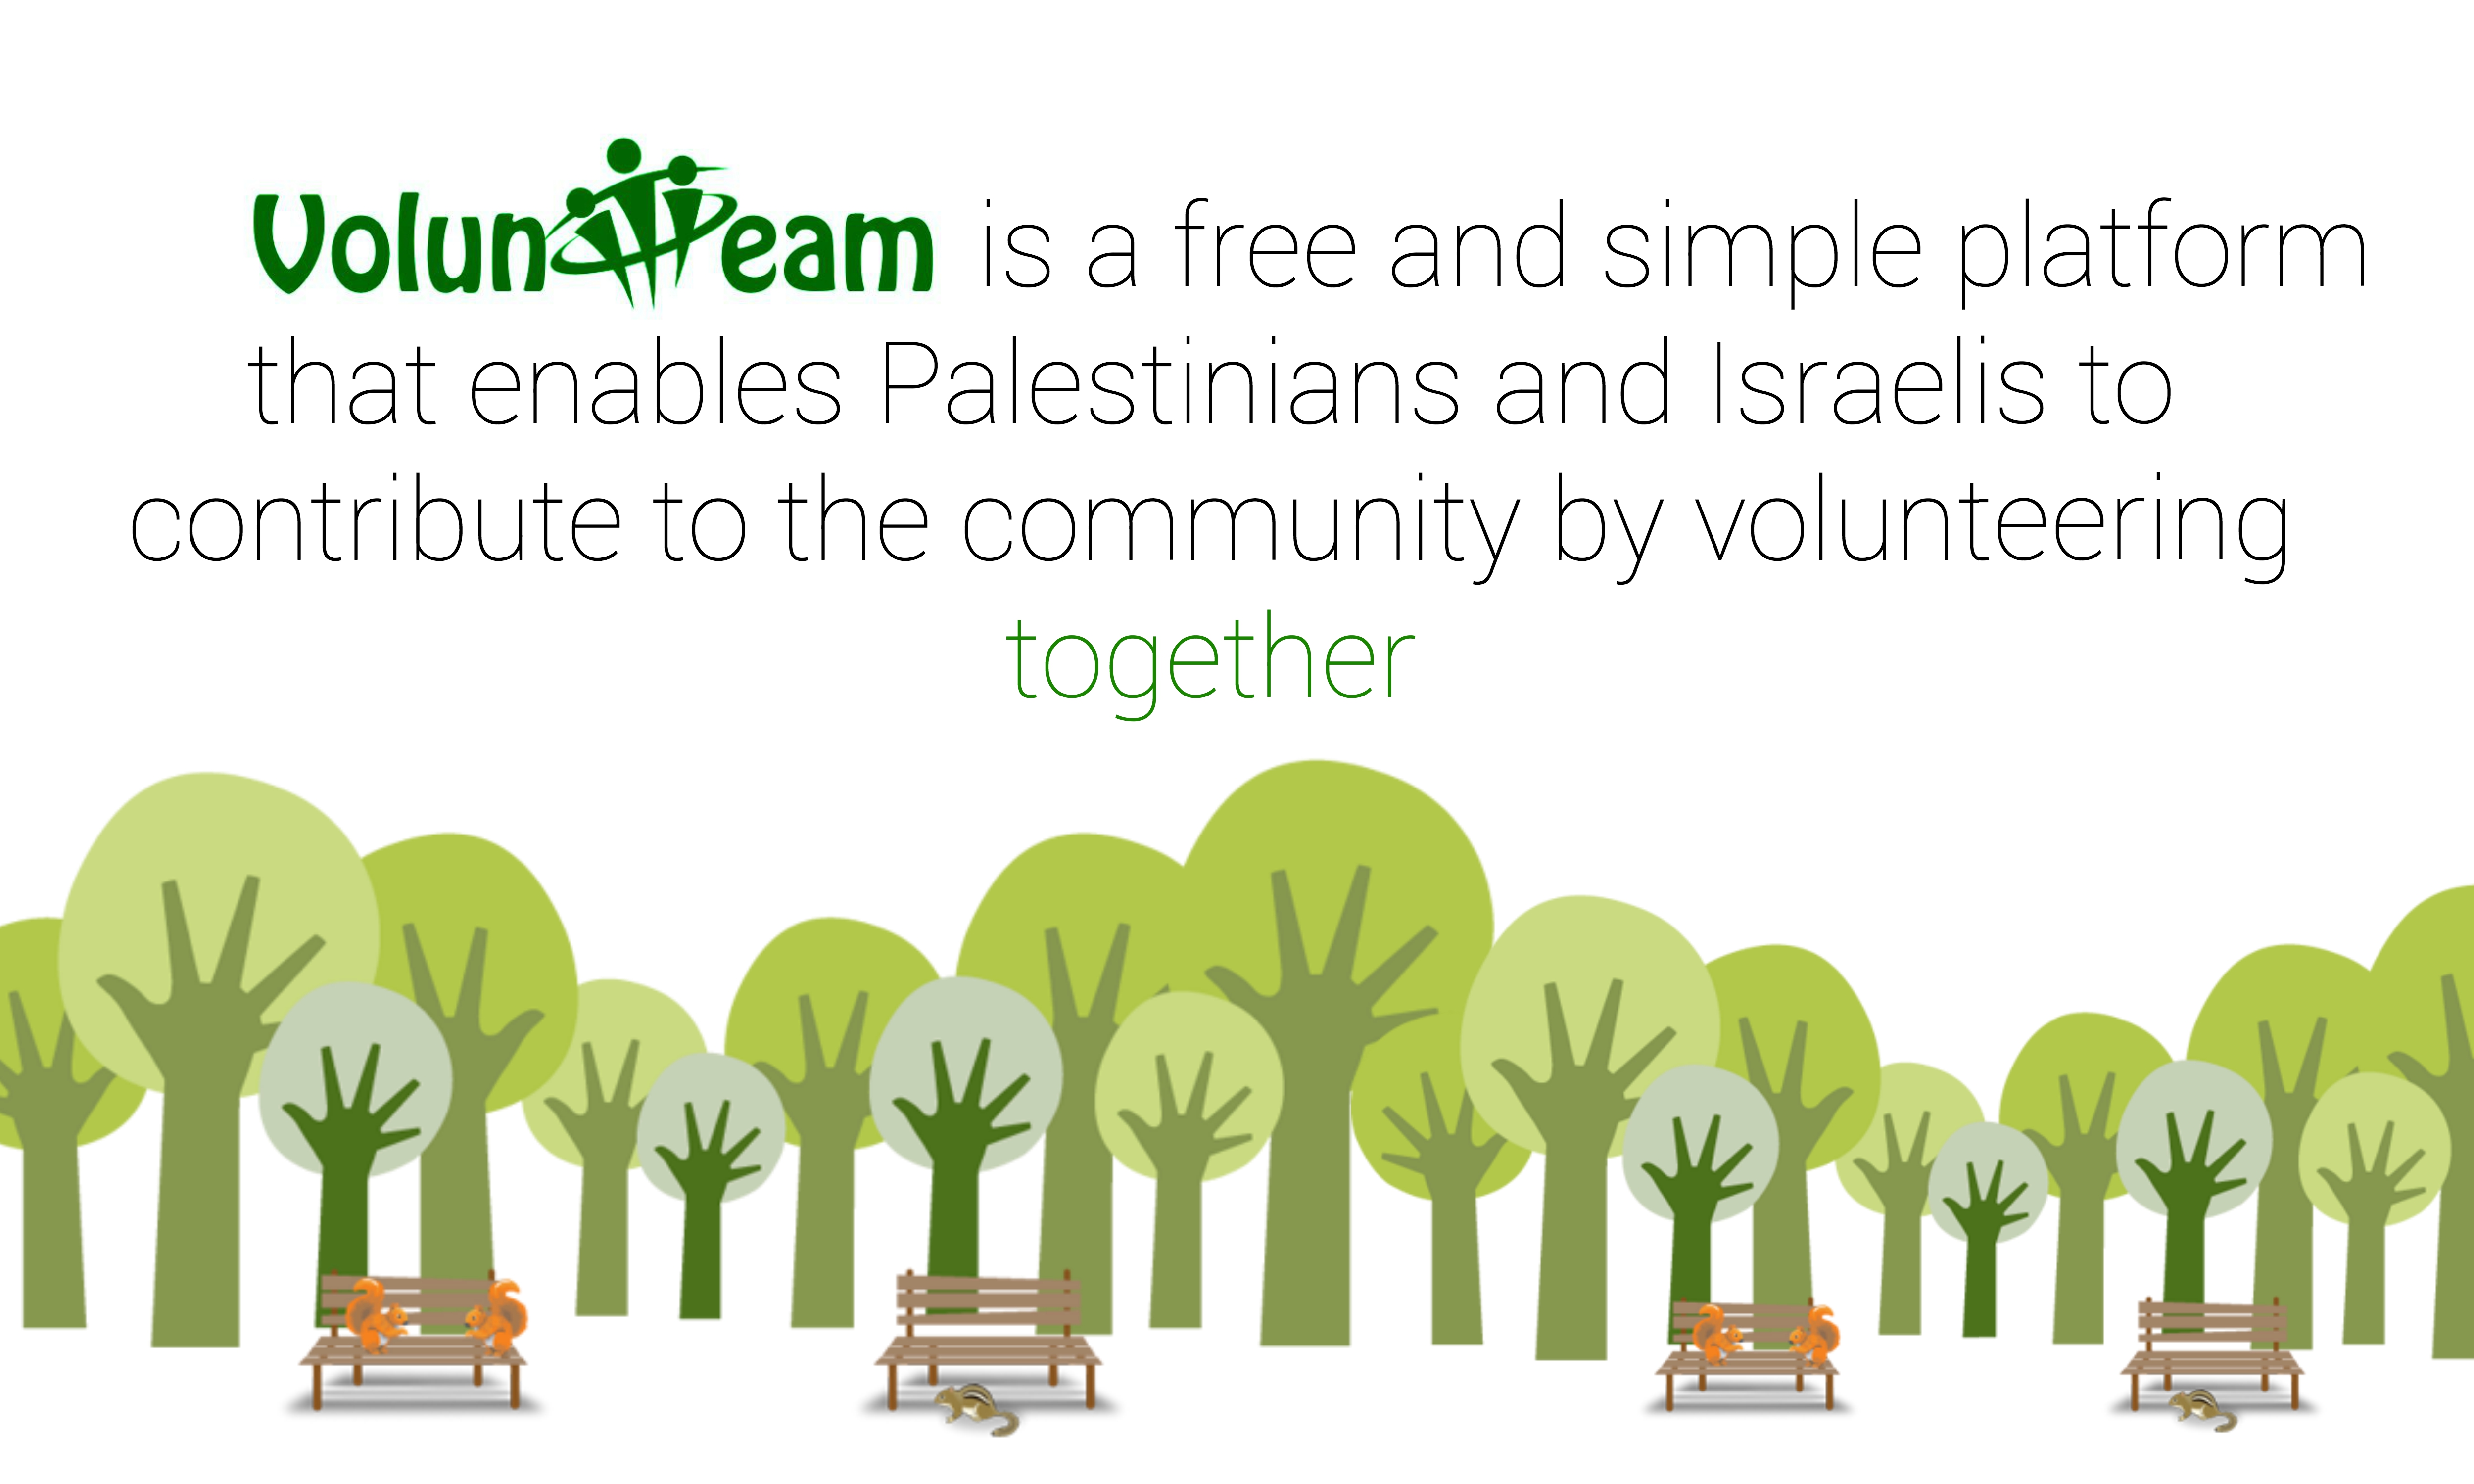 Volunteam is a free and simple platform
that enables Palestinians and Israelis to
contribute to the community by volunteering
together